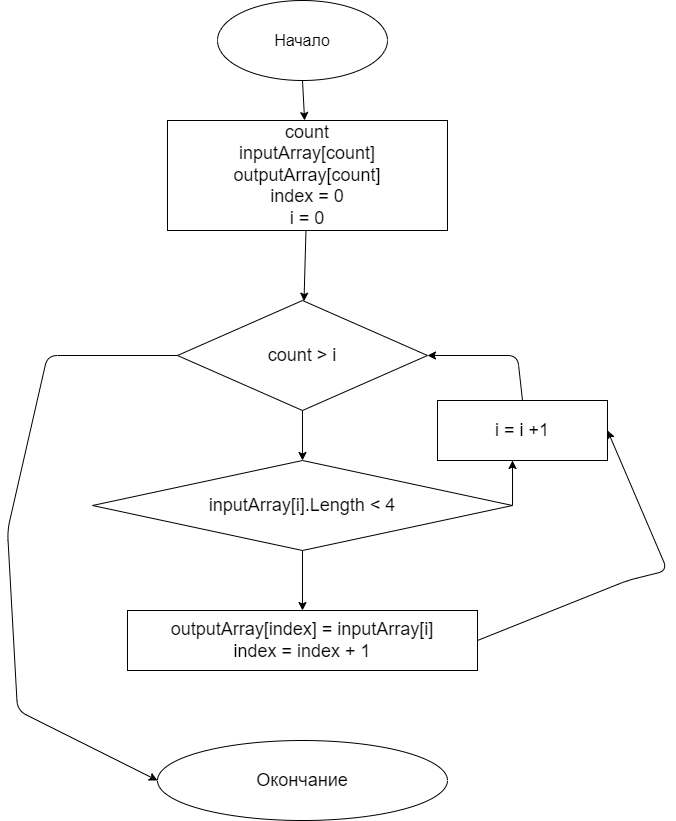 Начало
count
inputArray[count]
outputArray[count]
index = 0
i = 0
count > i
i = i +1
inputArray[i].Length < 4
outputArray[index] = inputArray[i]
index = index + 1
Окончание